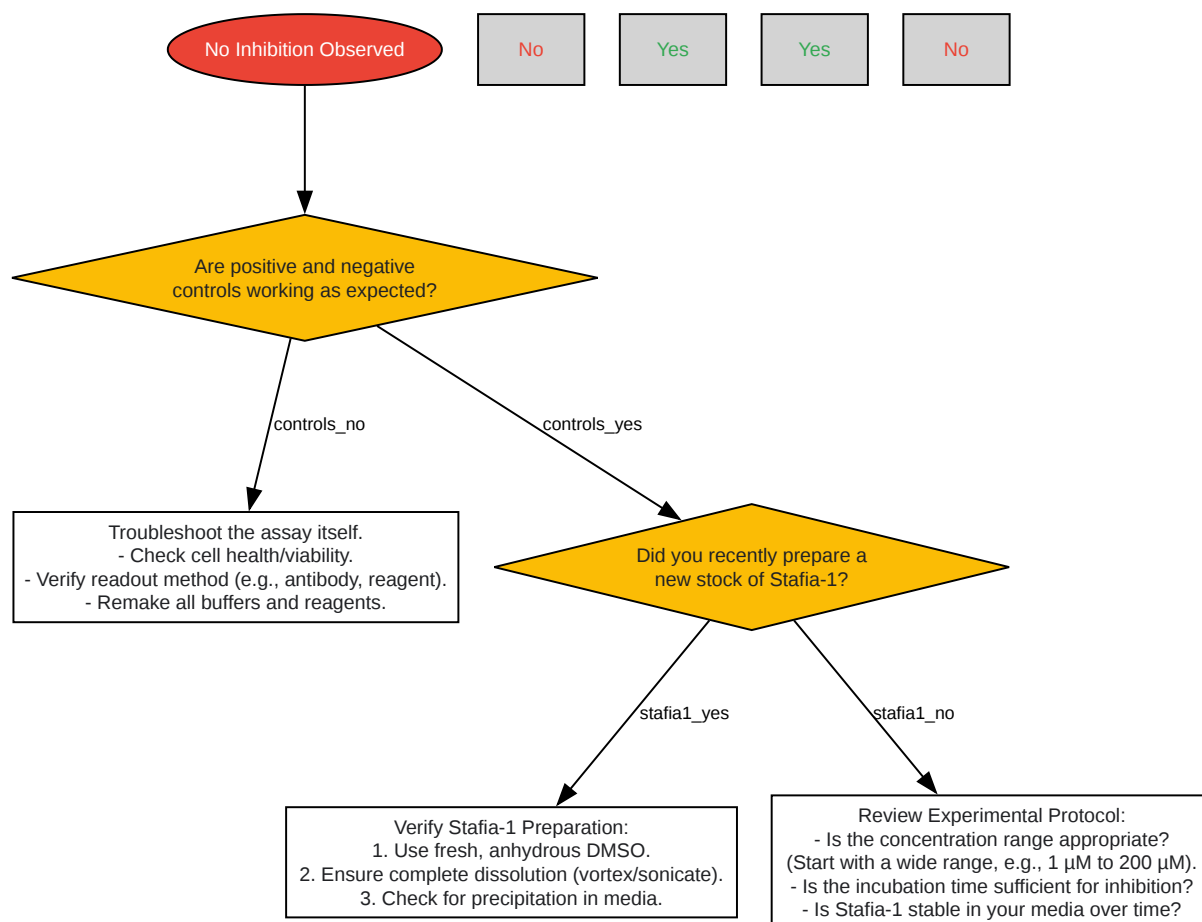 No Inhibition Observed
No
Yes
Yes
No
Are positive and negative
controls working as expected?
controls_no
controls_yes
Troubleshoot the assay itself.
- Check cell health/viability.
- Verify readout method (e.g., antibody, reagent).
- Remake all buffers and reagents.
Did you recently prepare a
new stock of Stafia-1?
stafia1_yes
stafia1_no
Verify Stafia-1 Preparation:
1. Use fresh, anhydrous DMSO.
2. Ensure complete dissolution (vortex/sonicate).
3. Check for precipitation in media.
Review Experimental Protocol:
- Is the concentration range appropriate?
(Start with a wide range, e.g., 1 µM to 200 µM).
- Is the incubation time sufficient for inhibition?
- Is Stafia-1 stable in your media over time?